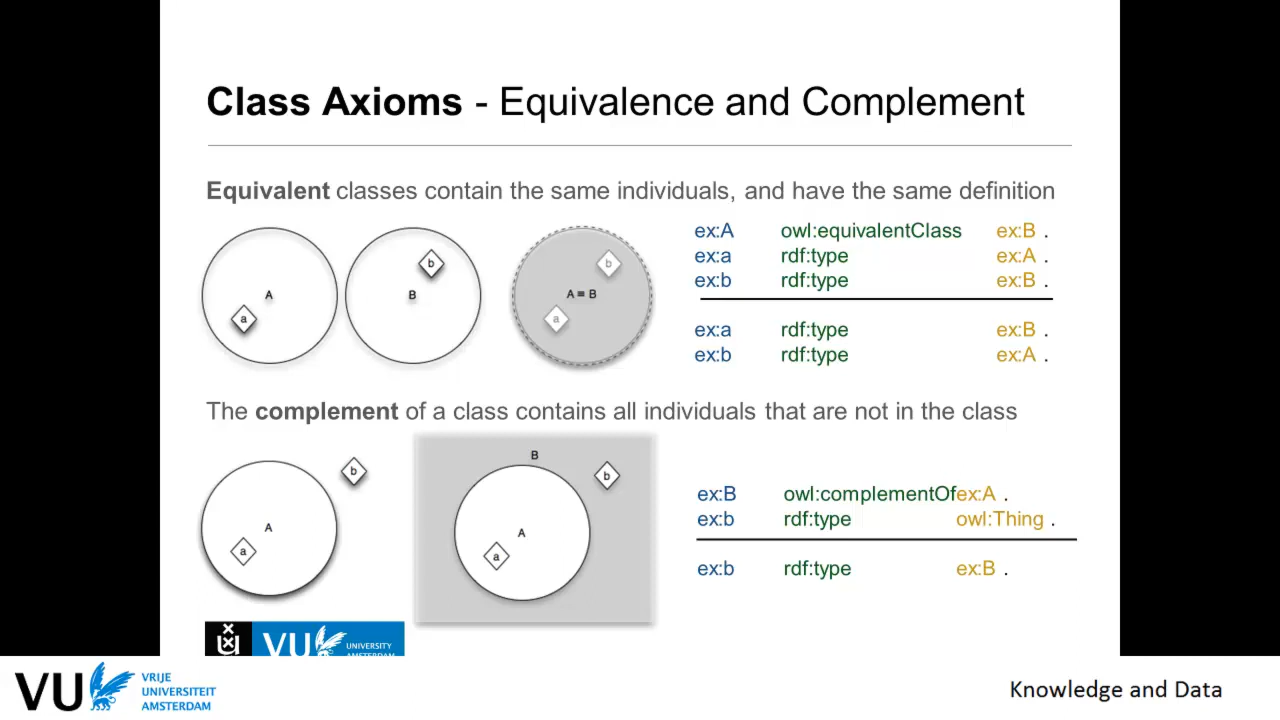 Class Axioms - Equivalence and Complement
Equivalent classes contain the same individuals, and have the same definition
A
a
B
b
A ≡ B
b
a
ex:A owl:equivalentClass ex:B .
ex:a rdf:type ex:A .
ex:b rdf:type ex:B .
ex:a rdf:type ex:B .
ex:b rdf:type ex:A .
The complement of a class contains all individuals that are not in the class
A
a
b
B
b
A
a
ex:B owl:complementOf ex:A .
ex:b rdf:type owl:Thing .
ex:b rdf:type ex:B .
VU UNIVERSITY
AMSTERDAM
VU VRIJE
UNIVERSITEIT
AMSTERDAM
Knowledge and Data